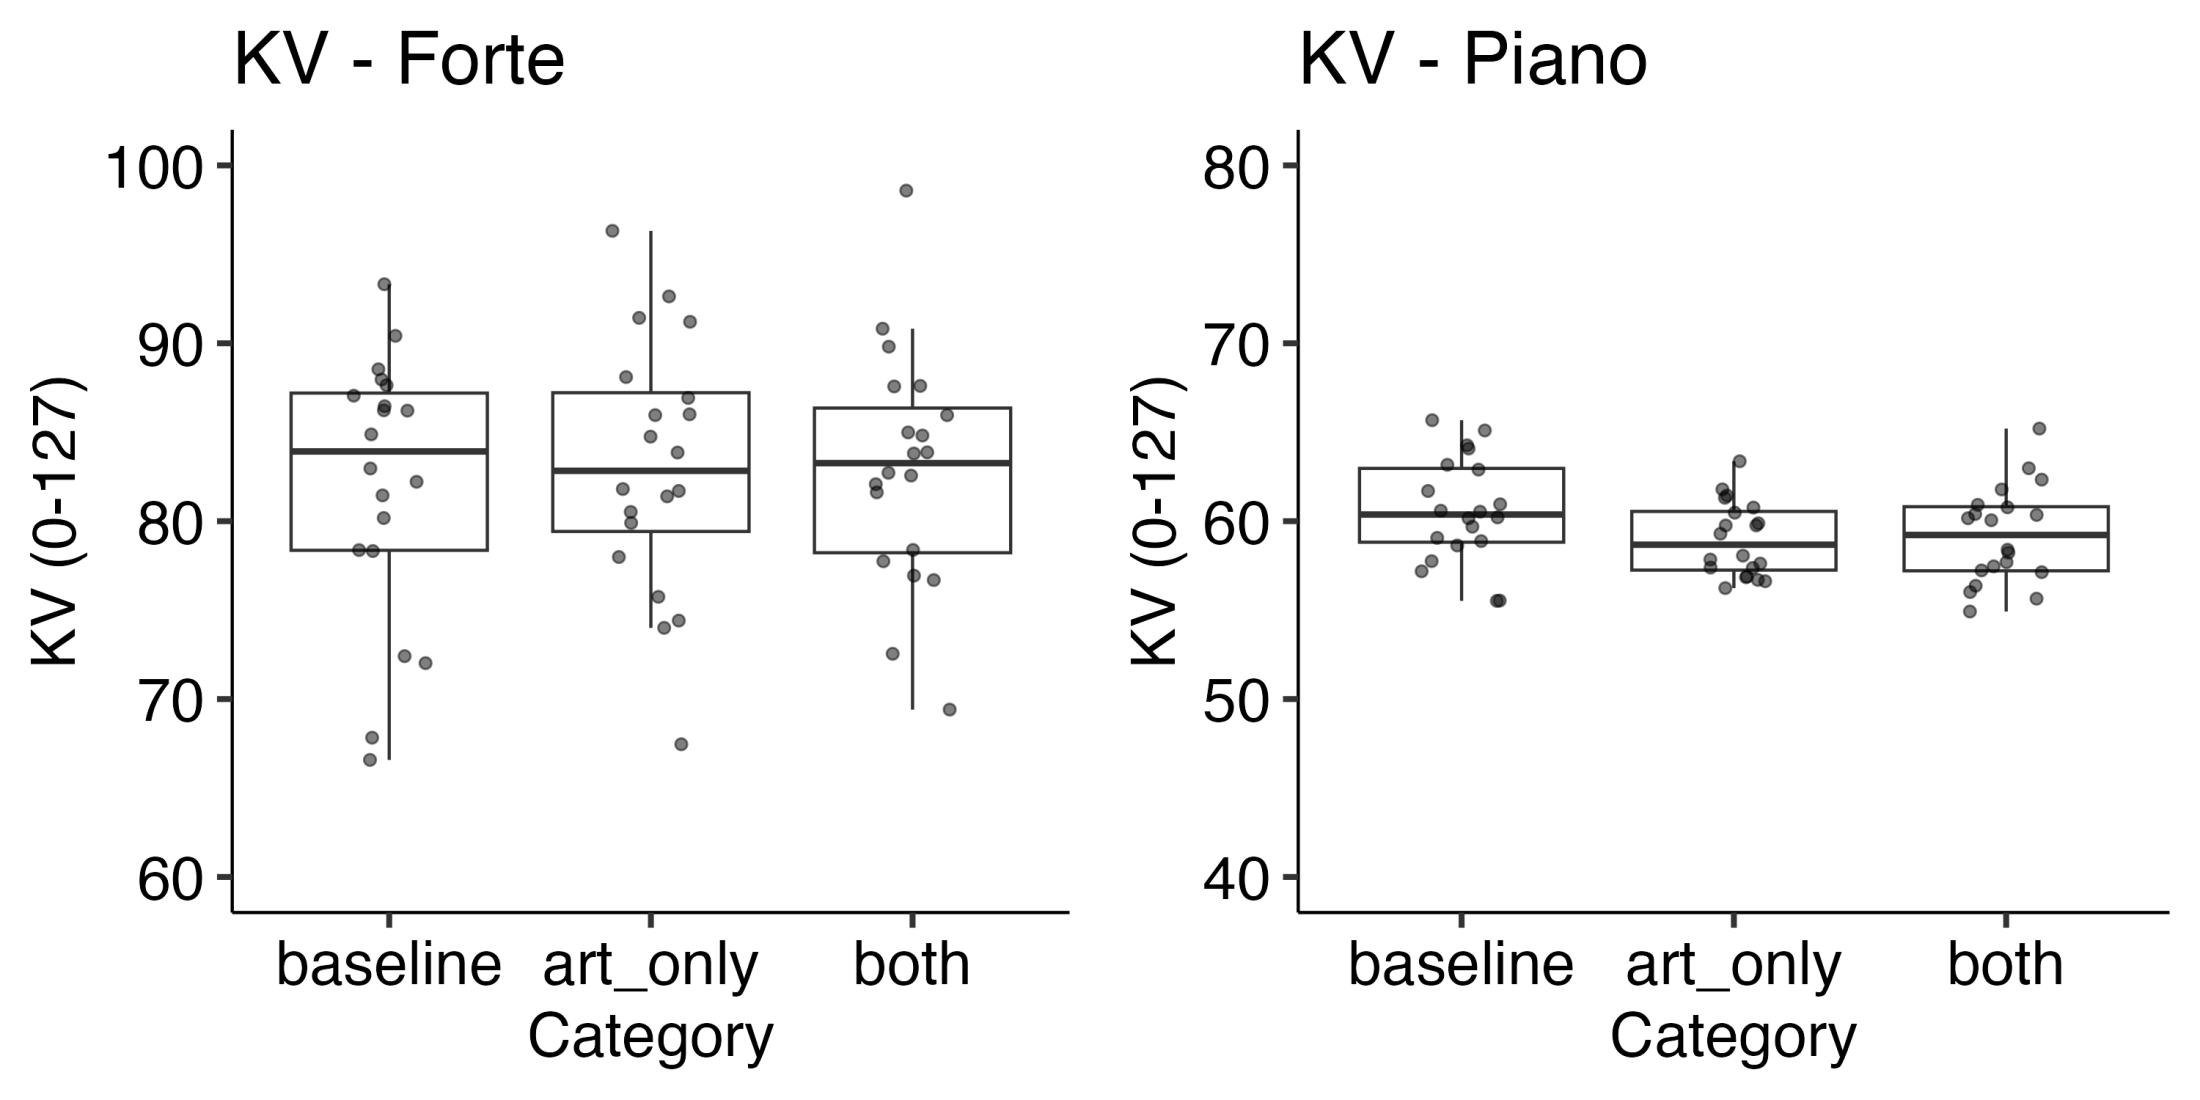 KV - Forte
KV (0-127)
100
90
80
70
60
baseline art_only both
Category
KV - Piano
KV (0-127)
80
70
60
50
40
baseline art_only both
Category